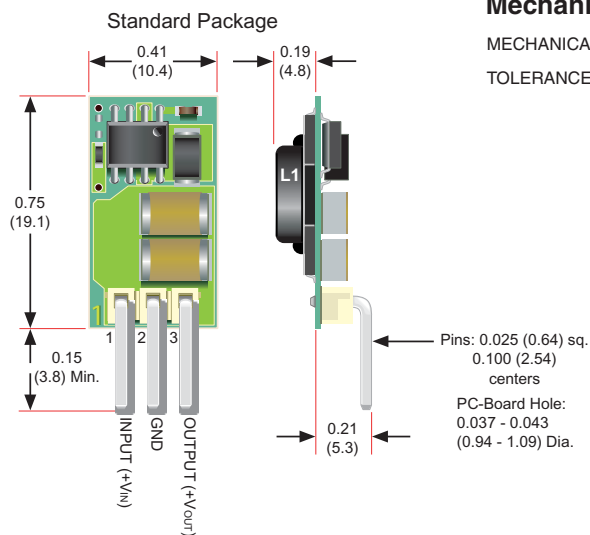 Standard Package
Mechani
MECHANICA
TOLERANCE
0.41
(10.4)
0.19
(4.8)
L1
0.75
(19.1)
1
1 2 3
0.15
(3.8) Min.
INPUT (+VIN)
GND
OUTPUT (+VOUT)
0.21
(5.3)
Pins: 0.025 (0.64) sq.
0.100 (2.54)
centers
PC-Board Hole:
0.037 - 0.043
(0.94 - 1.09) Dia.